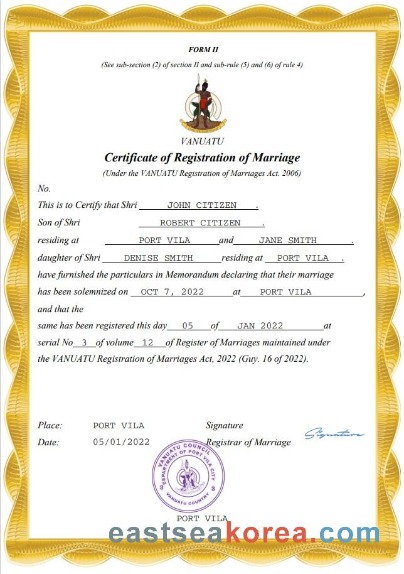 FORM II
(See sub-section (2) of section II and sub-rule (5) and (6) of rule 4)
VANUATU
Certificate of Registration of Marriage
(Under the VANUATU Registration of Marriages Act. 2006)
No.
This is to Certify that Shri JOHN CITIZEN .
Son of Shri ROBERT CITIZEN .
residing at PORT VILA and JANE SMITH .
daughter of Shri DENISE SMITH residing at PORT VILA .
have furnished the particulars in Memorandum declaring that their marriage
has been solemnized on OCT 7, 2022 at PORT VILA ,
and that the
same has been registered this day 05 of JAN 2022 at
serial No 3 of volume 12 of Register of Marriages maintained under
the VANUATU Registration of Marriages Act, 2022 (Guy. 16 of 2022).
Place: PORT VILA Signature
Signature
Date: 05/01/2022 Registrar of Marriage
VANUATU COUNCIL
DEPARTMENT OF PORT VILA CITY
VANUATU COUNTRY
PORT VILA
eastseakorea.com